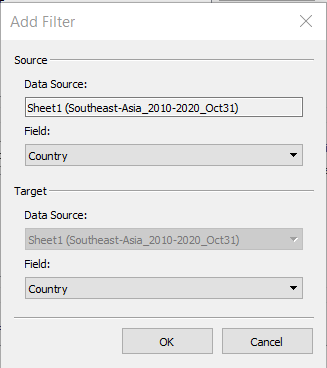 Add Filter
Source
Data Source:
Sheet1 (Southeast-Asia_2010-2020_Oct31)
Field:
Country
Target
Data Source:
Sheet1 (Southeast-Asia_2010-2020_Oct31)
Field:
Country
OK
Cancel